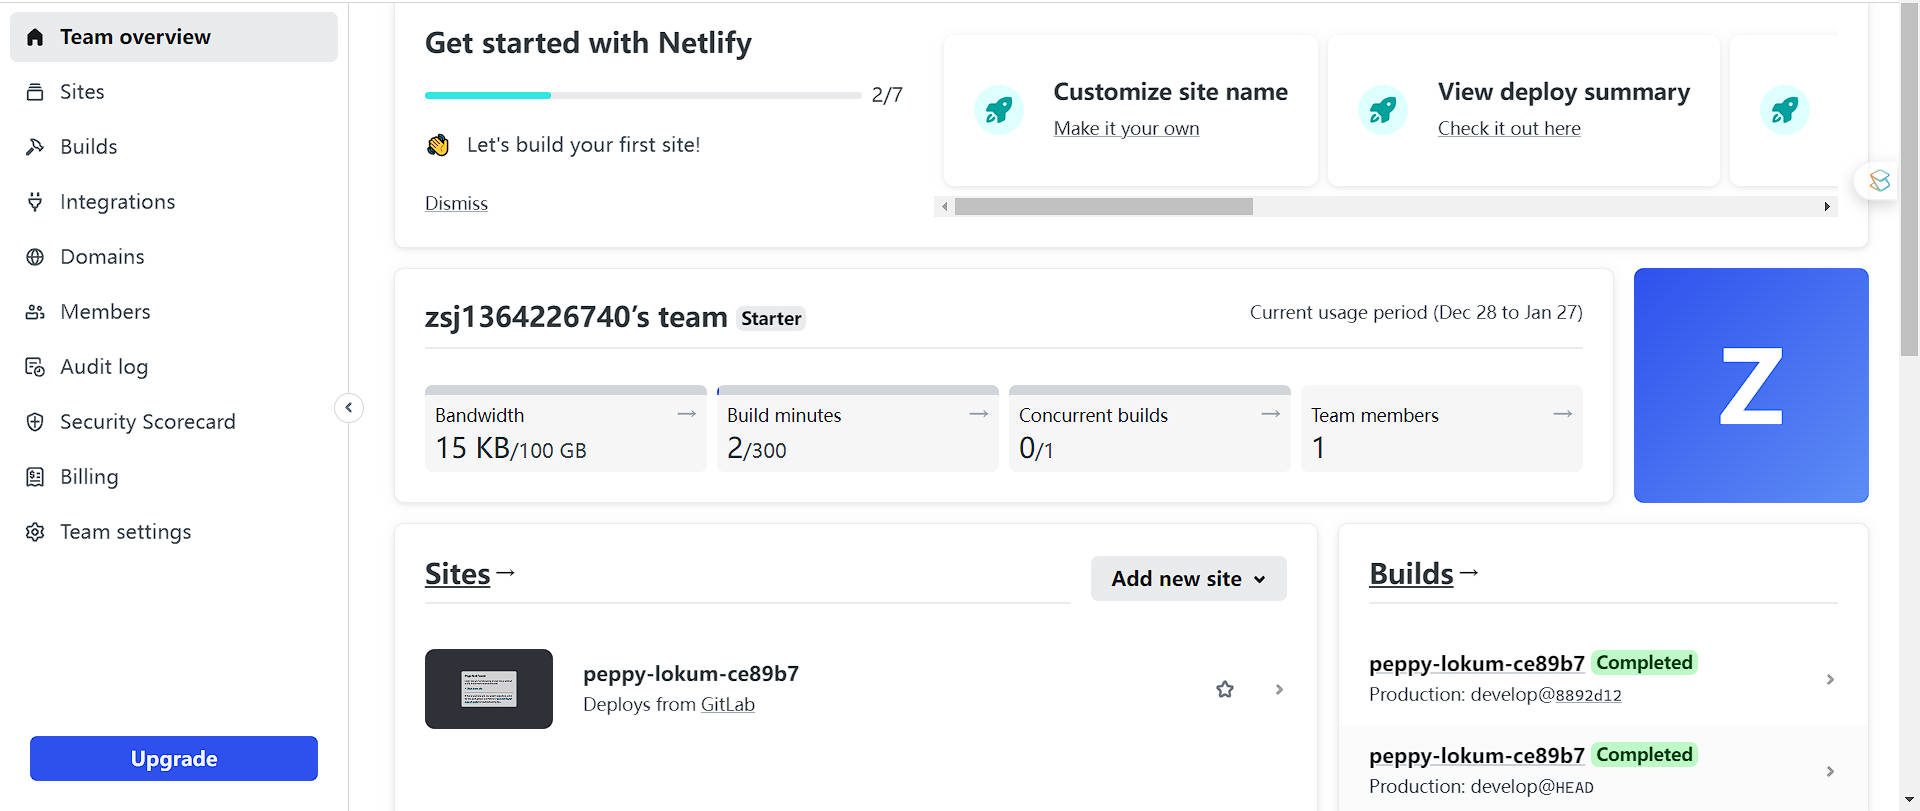 Team overview
Sites
Builds
Integrations
Domains
Members
Audit log
Security Scorecard
Billing
Team settings
Upgrade
Get started with Netlify
2/7
Let's build your first site!
Dismiss
Customize site name
Make it your own
View deploy summary
Check it out here
zsj1364226740’s team Starter
Current usage period (Dec 28 to Jan 27)
Bandwidth →
15 KB/100 GB
Build minutes →
2/300
Concurrent builds →
0/1
Team members →
1
Z
Sites →
Add new site
peppy-lokum-ce89b7
Deploys from GitLab
Builds →
peppy-lokum-ce89b7 Completed
Production: develop@8892d12
peppy-lokum-ce89b7 Completed
Production: develop@HEAD